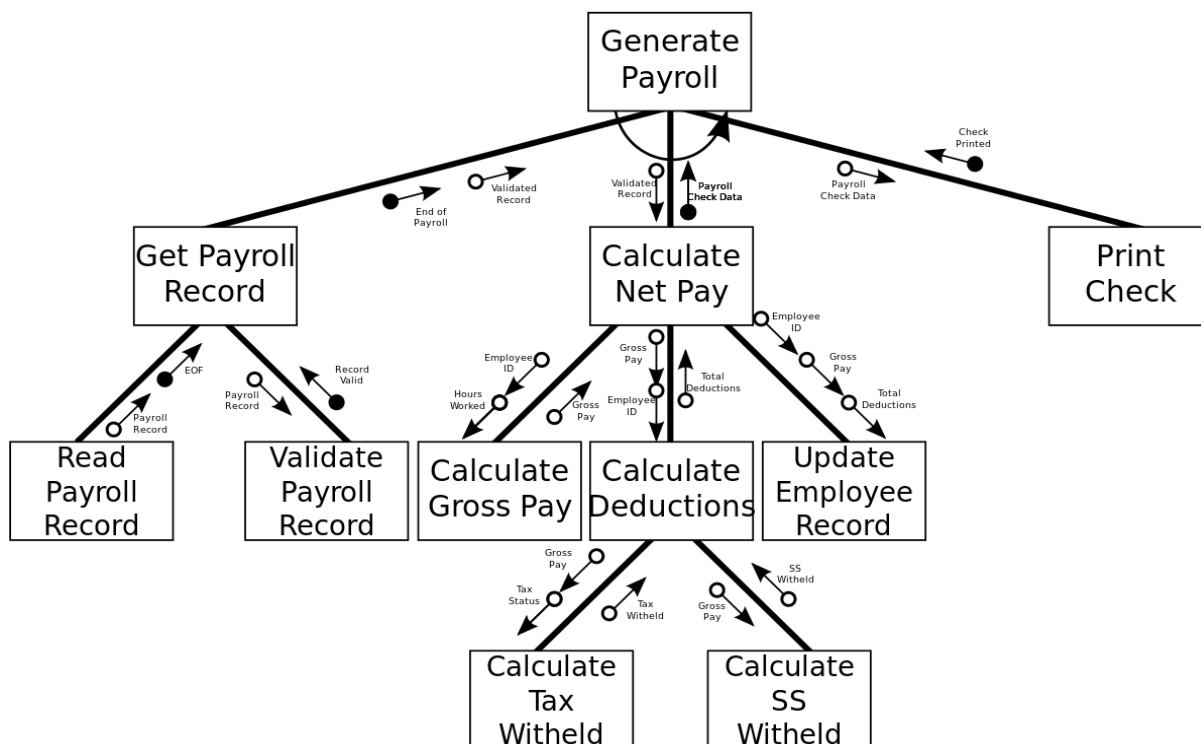 Generate
Payroll
Check
Printed
End of
Payroll
Validated
Record
Validated
Record
Payroll
Check Data
Payroll
Check Data
Get Payroll
Record
Calculate
Net Pay
Print
Check
Payroll
Record
EOF
Payroll
Record
Record
Valid
Employee
ID
Hours
Worked
Gross
Pay
Gross
Pay
Employee
ID
Total
Deductions
Employee
ID
Gross
Pay
Total
Deductions
Read
Payroll
Record
Validate
Payroll
Record
Calculate
Gross Pay
Calculate
Deductions
Update
Employee
Record
Gross
Pay
Tax
Status
Tax
Witheld
Gross
Pay
SS
Witheld
Calculate
Tax
Witheld
Calculate
SS
Witheld